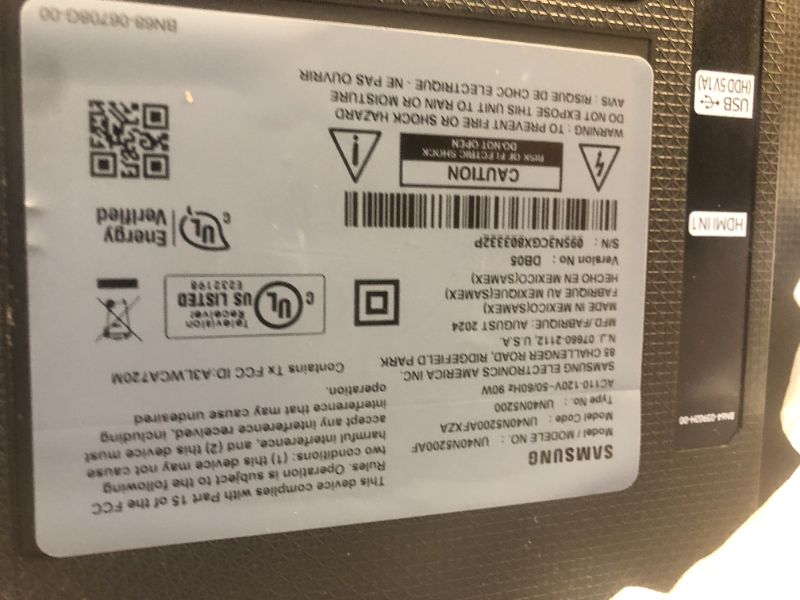 SAMSUNG
Model / MODELE NO. : UN40N5200AF
Model Code : UN40N5200AFXZA
Type No. : UN40N5200
AC110-120V~50/60Hz 90W
SAMSUNG ELECTRONICS AMERICA INC.
85 CHALLENGER ROAD, RIDGEFIELD PARK
N.J. 07660-2112, U.S.A.
MFD/FABRIQUE: AUGUST 2024
MADE IN MEXICO(SAMEX)
FABRIQUE AU MEXIQUE(SAMEX)
HECHO EN MEXICO(SAMEX)
Version No: DB05
S/N : 095N3CGX803332P
CAUTION
RISK OF ELECTRIC SHOCK
DO NOT OPEN
WARNING : TO PREVENT FIRE OR SHOCK HAZARD
DO NOT EXPOSE THIS UNIT TO RAIN OR MOISTURE
AVIS : RISQUE DE CHOC ELECTRIQUE - NE PAS OUVRIR
This device complies with Part 15 of the FCC
Rules. Operation is subject to the following
two conditions: (1) this device may not cause
harmful interference, and (2) this device must
accept any interference received, including
interference that may cause undesired
operation.
Contains Tx FCC ID:A3LWCA720M
c UL US LISTED
Television
Receiver
E232198
c UL
Energy
Verified
BN68-06708G-00
BN64-03902H-00
HDMI IN 1
USB
(HDD 5V 1A)